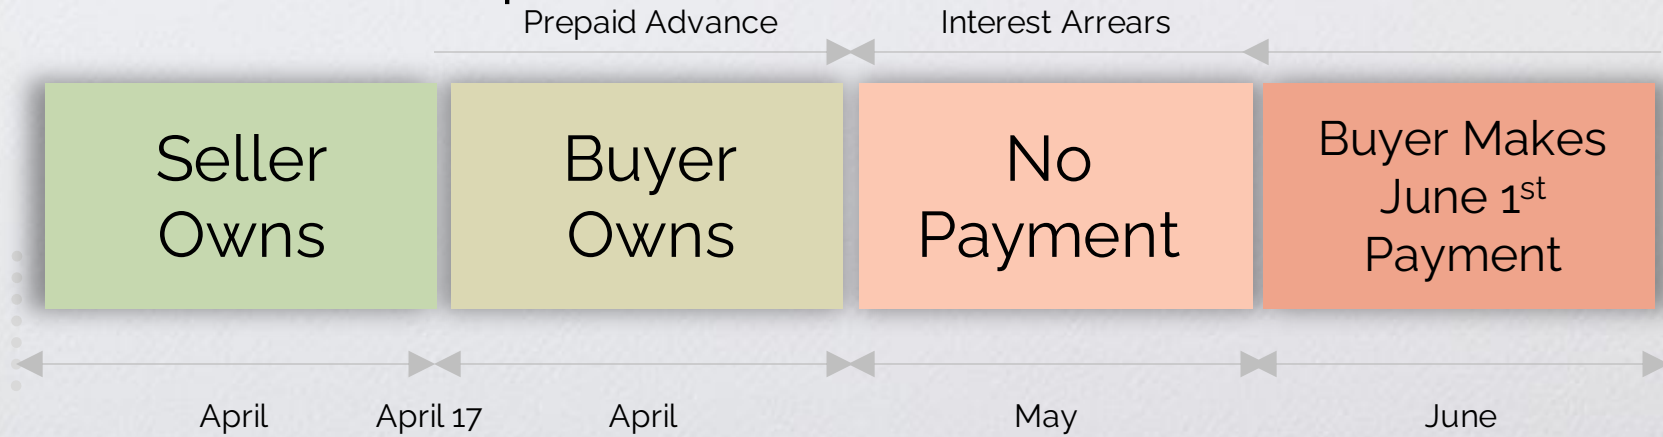 Prepaid Advance
Interest Arrears
Seller
Owns
Buyer
Owns
No
Payment
Buyer Makes
June 1st
Payment
April
April 17
April
May
June